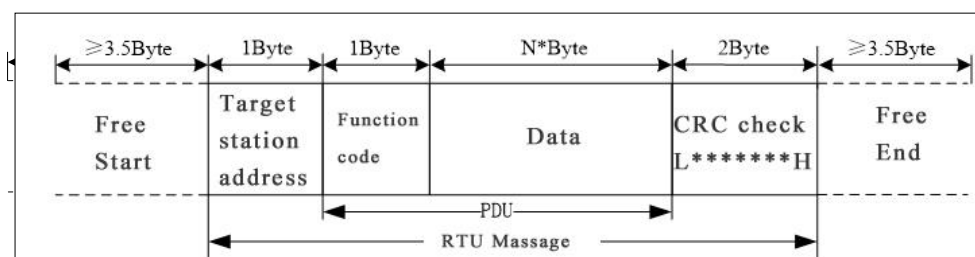 ≥3.5Byte 1Byte 1Byte N*Byte 2Byte ≥3.5Byte
Free
Start
Target
station
address
Function
code
Data
CRC check
L*******H
Free
End
PDU
RTU Massage